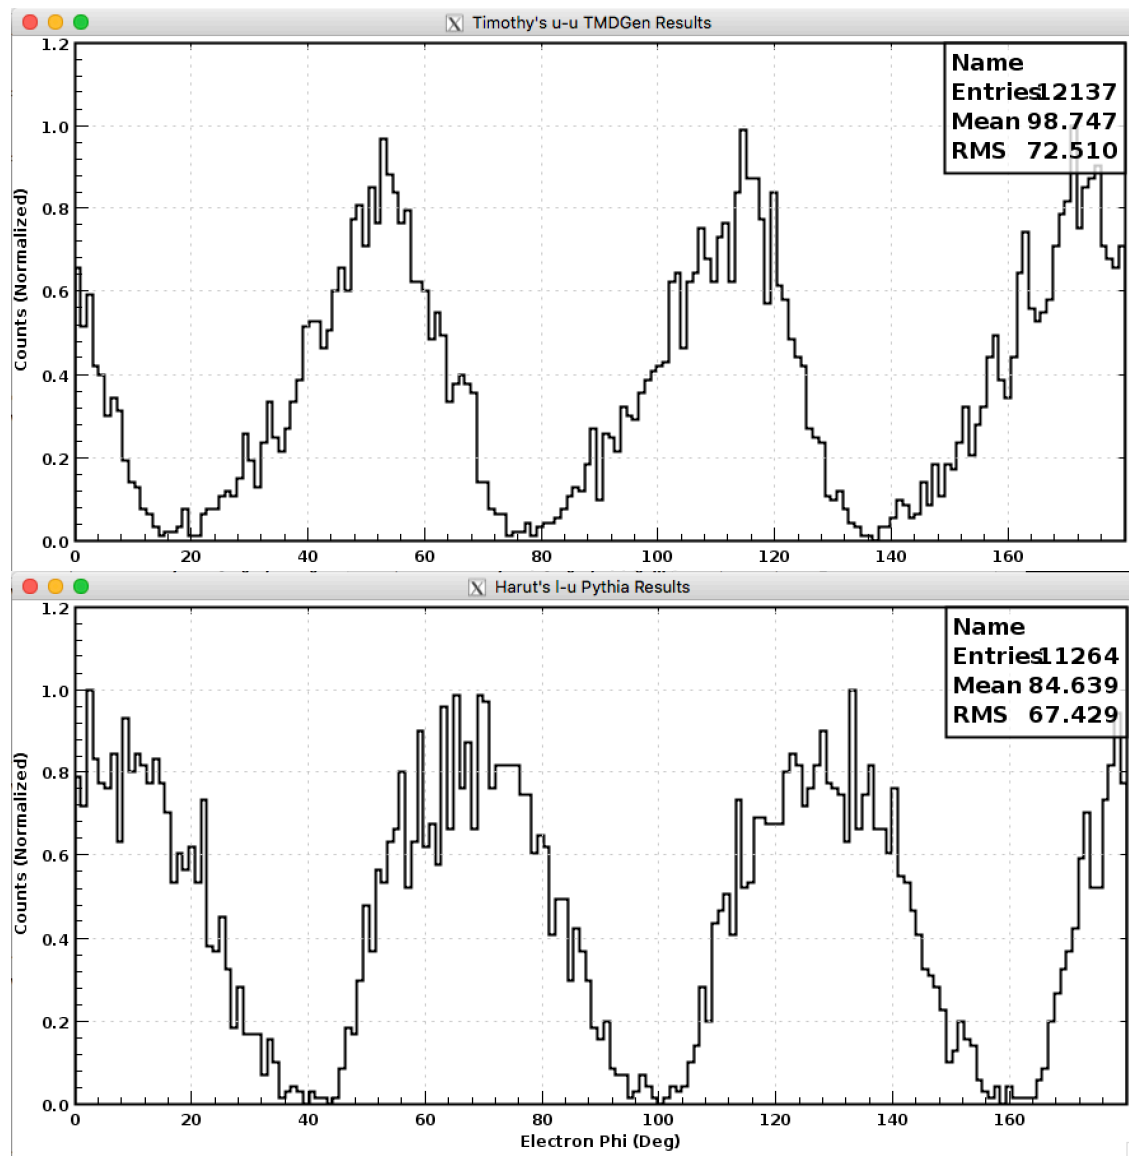 Timothy's u-u TMDGen Results
Name
Entries 12137
Mean 98.747
RMS 72.510
Counts (Normalized)
1.2
1.0
0.8
0.6
0.4
0.2
0.0
0 20 40 60 80 100 120 140 160
Harut's l-u Pythia Results
Name
Entries 11264
Mean 84.639
RMS 67.429
Counts (Normalized)
1.2
1.0
0.8
0.6
0.4
0.2
0.0
0 20 40 60 80 100 120 140 160
Electron Phi (Deg)